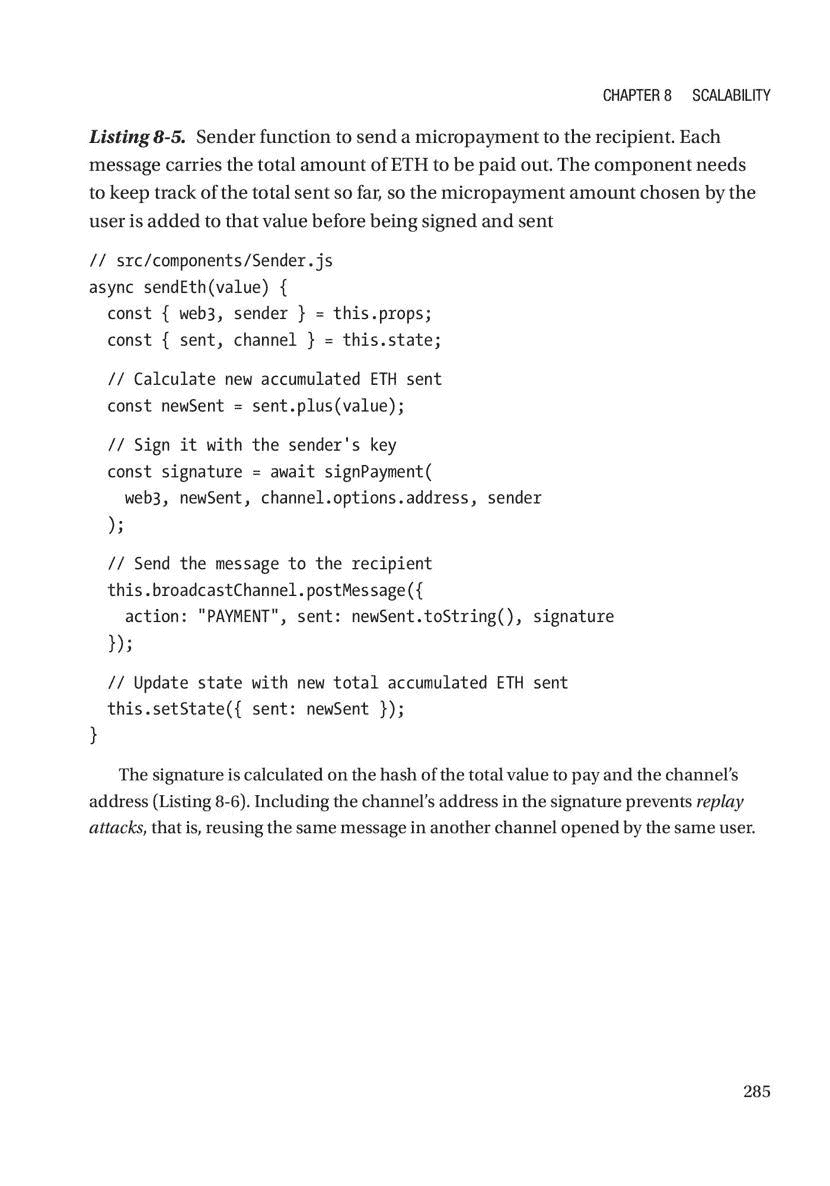 CHAPTER 8 SCALABILITY
Listing 8-5. Sender function to send a micropayment to the recipient. Each
message carries the total amount of ETH to be paid out. The component needs
to keep track of the total sent so far, so the micropayment amount chosen by the
user is added to that value before being signed and sent
// src/components/Sender.js
async sendEth(value) {
  const { web3, sender } = this.props;
  const { sent, channel } = this.state;
  // Calculate new accumulated ETH sent
  const newSent = sent.plus(value);
  // Sign it with the sender's key
  const signature = await signPayment(
    web3, newSent, channel.options.address, sender
  );
  // Send the message to the recipient
  this.broadcastChannel.postMessage({
    action: "PAYMENT", sent: newSent.toString(), signature
  });
  // Update state with new total accumulated ETH sent
  this.setState({ sent: newSent });
}
The signature is calculated on the hash of the total value to pay and the channel’s
address (Listing 8-6). Including the channel’s address in the signature prevents replay
attacks, that is, reusing the same message in another channel opened by the same user.
285